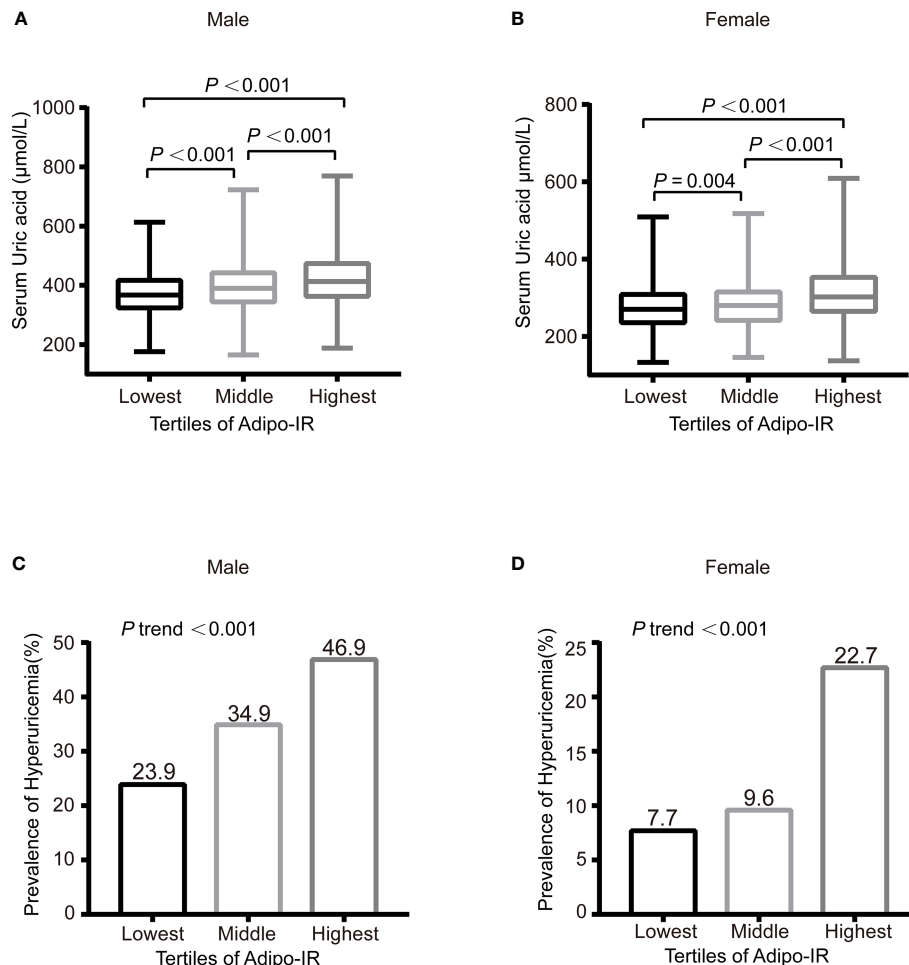 A
Male
Serum Uric acid (μmol/L)
1000
800
600
400
200
P < 0.001
P < 0.001
P < 0.001
Lowest
Middle
Highest
Tertiles of Adipo-IR
B
Female
Serum Uric acid μmol/L)
800
600
400
200
P < 0.001
P < 0.001
P = 0.004
Lowest
Middle
Highest
Tertiles of Adipo-IR
C
Male
Prevalence of Hyperuricemia(%)
P trend < 0.001
50
40
30
20
10
0
23.9
34.9
46.9
Lowest
Middle
Highest
Tertiles of Adipo-IR
D
Female
Prevalence of Hyperuricemia(%)
P trend < 0.001
25
20
15
10
5
0
7.7
9.6
22.7
Lowest
Middle
Highest
Tertiles of Adipo-IR